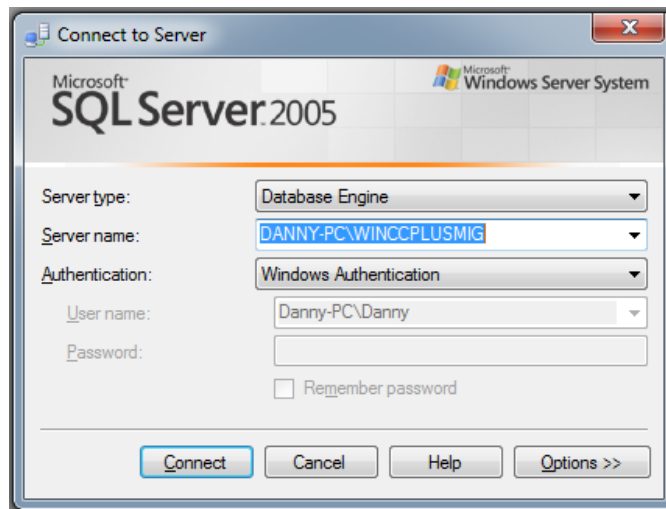 Connect to Server
Microsoft
SQL Server 2005
Microsoft
Windows Server System
Server type: Database Engine
Server name: DANNY-PC\WINCCPLUSMIG
Authentication: Windows Authentication
User name: Danny-PC\Danny
Password:
Remember password
Connect Cancel Help Options >>